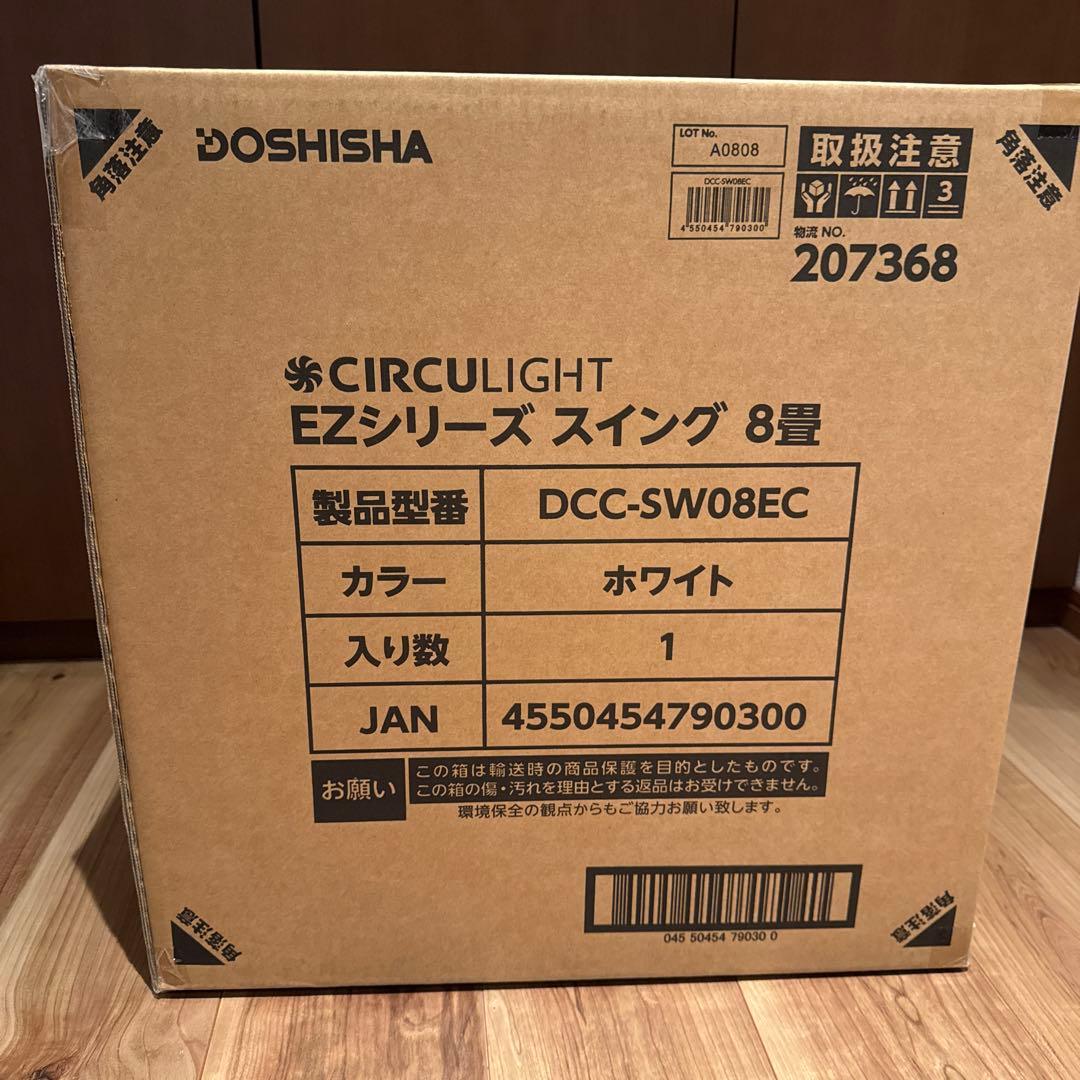 角落注意
DOSHISHA
LOT No.
A0808
DCC-SW08EC
4 550454 790300
取扱注意
3
物流 NO.
207368
角落注意
CIRCULIGHT
EZシリーズ スイング 8畳
製品型番 DCC-SW08EC
カラー ホワイト
入り数 1
JAN 4550454790300
お願い
この箱は輸送時の商品保護を目的としたものです。
この箱の傷・汚れを理由とする返品はお受けできません。
環境保全の観点からもご協力お願い致します。
045 50454 79030 0
角落注意
角落注意